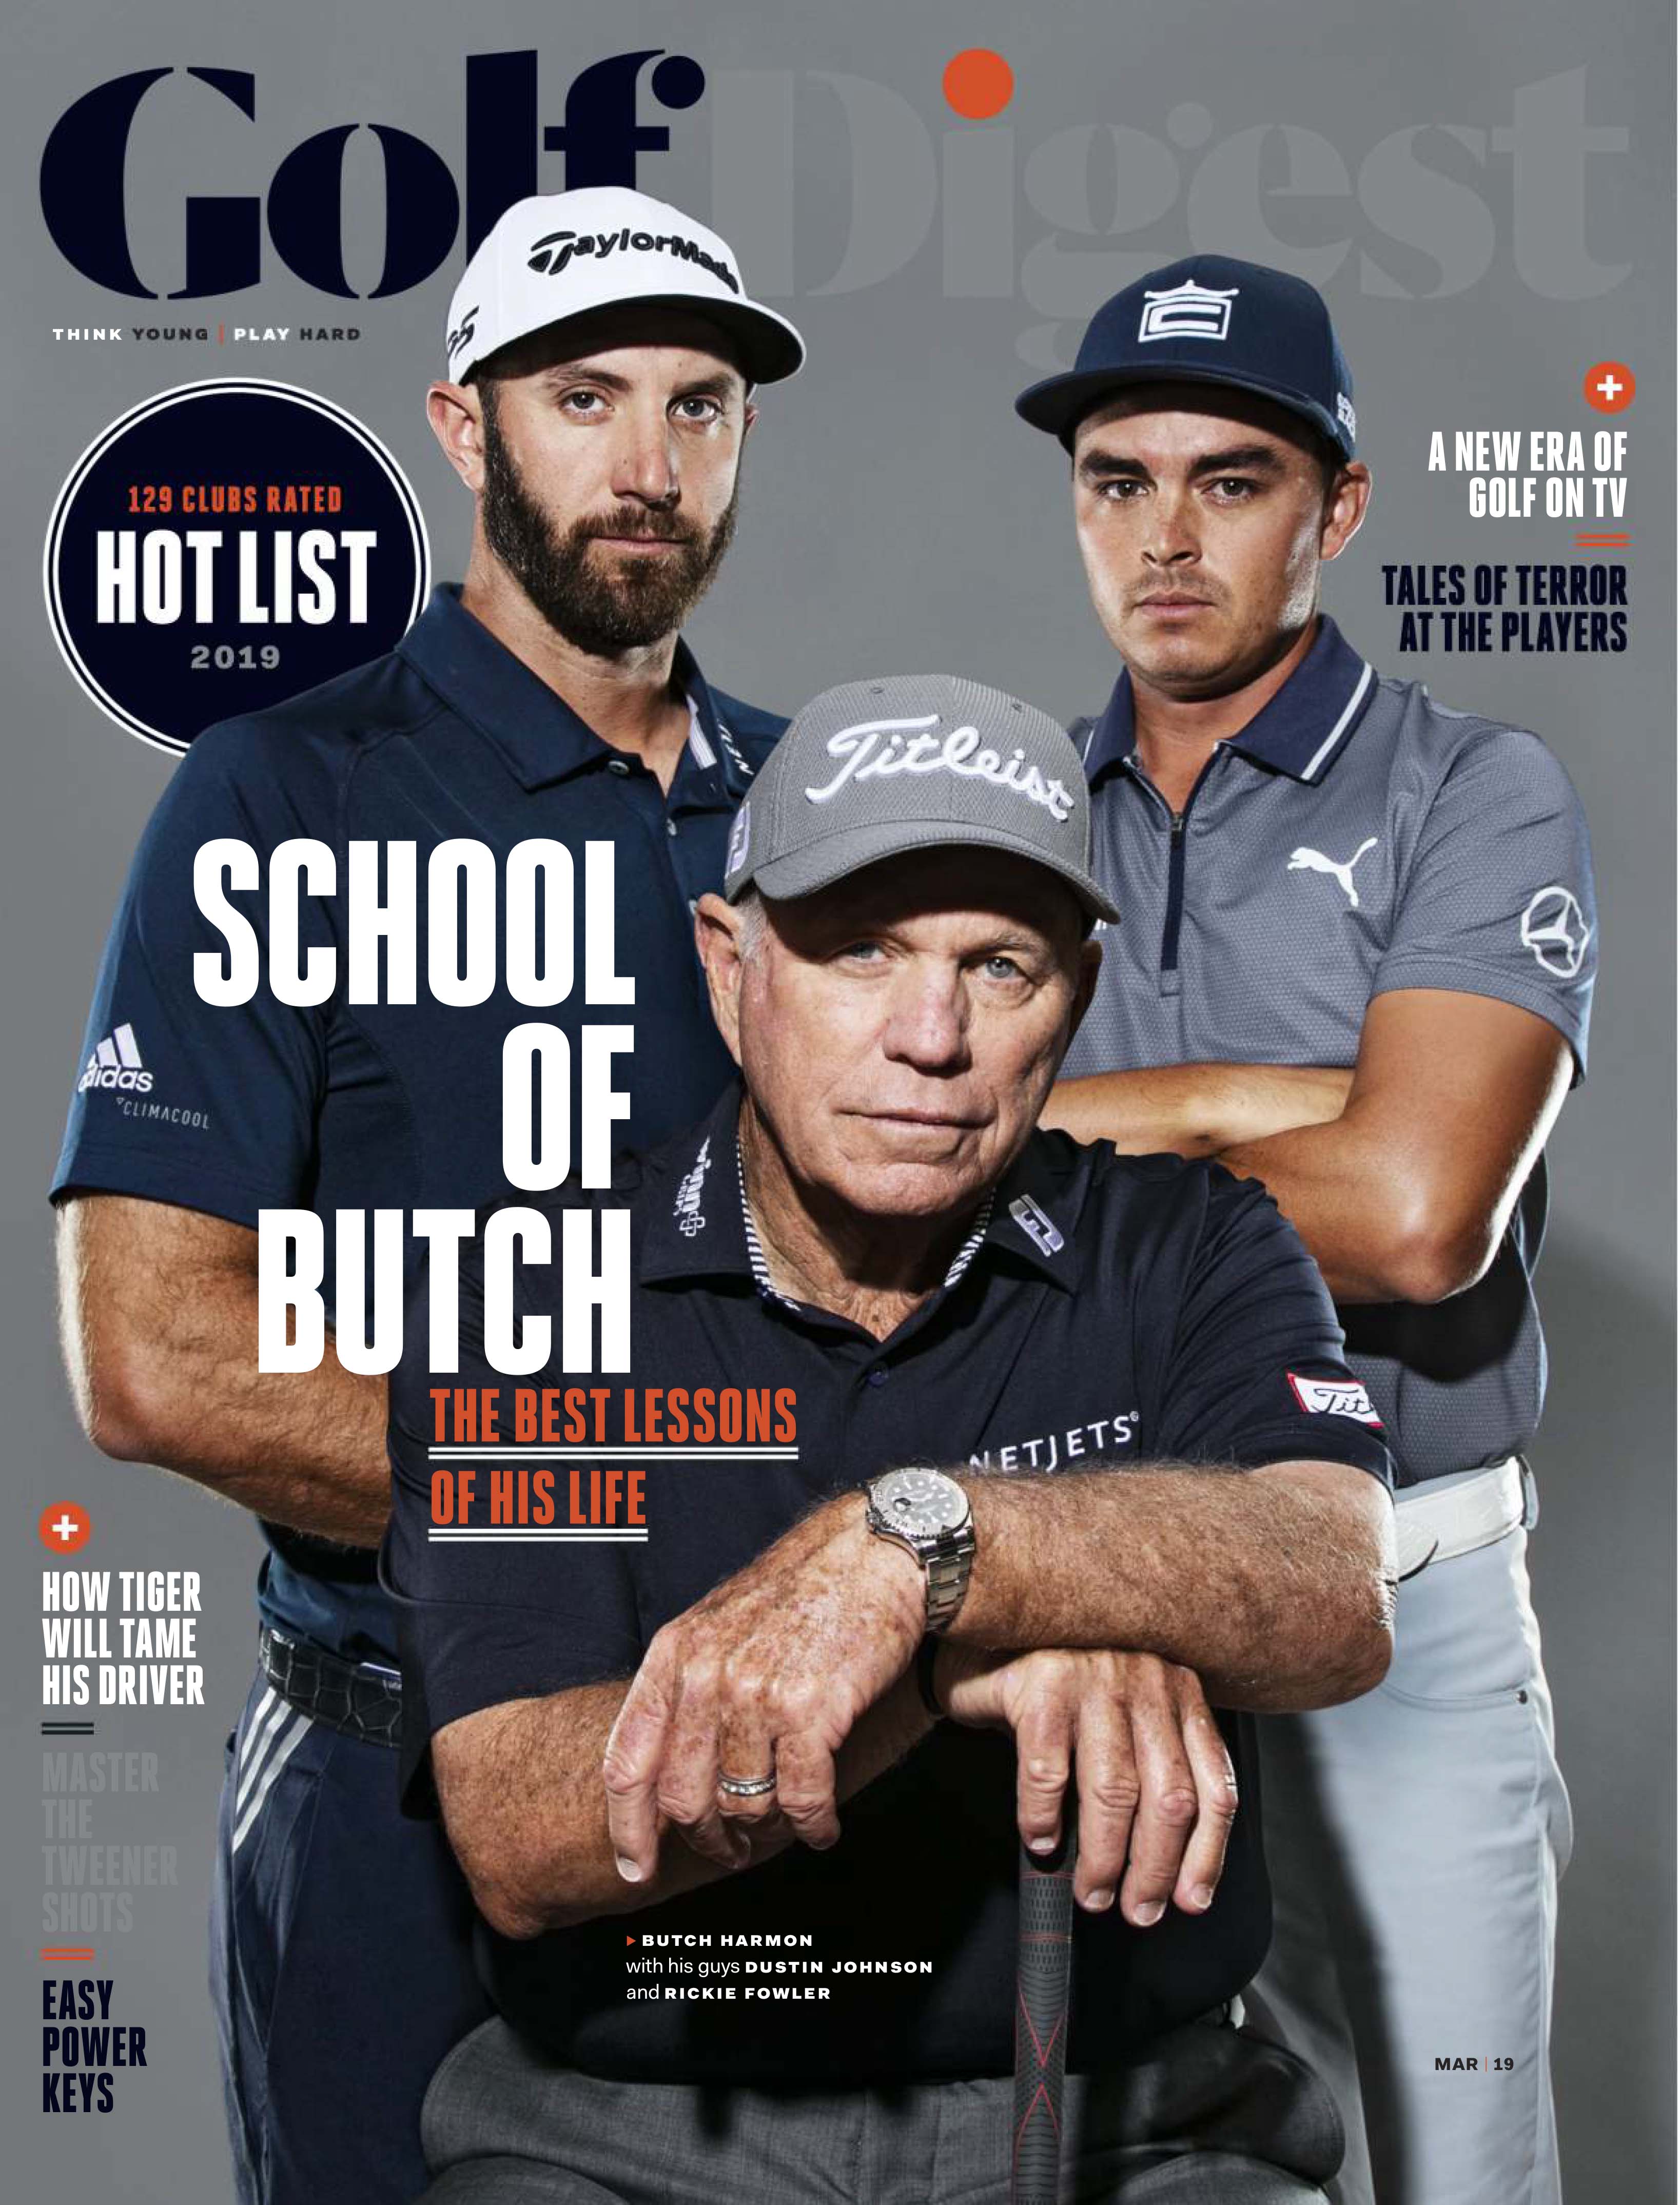 Golf Digest
THINK YOUNG | PLAY HARD
129 CLUBS RATED
HOT LIST
2019
TaylorMade
Titleist
A NEW ERA OF
GOLF ON TV
TALES OF TERROR
AT THE PLAYERS
SCHOOL
OF
BUTCH
THE BEST LESSONS
OF HIS LIFE
adidas
CLIMACOOL
NETJETS
HOW TIGER
WILL TAME
HIS DRIVER
MASTER
THE
TWEENER
SHOTS
EASY
POWER
KEYS
BUTCH HARMON
with his guys DUSTIN JOHNSON
and RICKIE FOWLER
MAR | 19